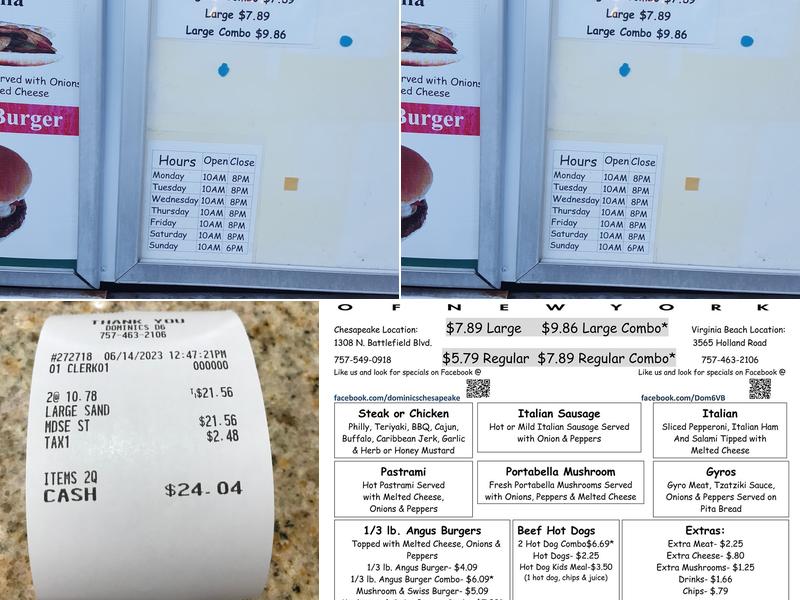 Large $7.89
Large Combo $9.86
rved with Onions
ed Cheese
Burger
Hours Open Close
Monday 10AM 8PM
Tuesday 10AM 8PM
Wednesday 10AM 8PM
Thursday 10AM 8PM
Friday 10AM 8PM
Saturday 10AM 8PM
Sunday 10AM 6PM
Large $7.89
Large Combo $9.86
rved with Onions
ed Cheese
Burger
Hours Open Close
Monday 10AM 8PM
Tuesday 10AM 8PM
Wednesday 10AM 8PM
Thursday 10AM 8PM
Friday 10AM 8PM
Saturday 10AM 8PM
Sunday 10AM 6PM
THANK YOU
DOMINICS DG
757-463-2106
#272718 06/14/2023 12:47:21PM
01 CLERK01 000000
2@ 10.78
LARGE SAND $21.56
MDSE ST $21.56
TAX1 $2.48
ITEMS 2Q
CASH $24.04
OF NEW YORK
Chesapeake Location:
1308 N. Battlefield Blvd.
757-549-0918
$7.89 Large $9.86 Large Combo*
$5.79 Regular $7.89 Regular Combo*
Virginia Beach Location:
3565 Holland Road
757-463-2106
Like us and look for specials on Facebook @
facebook.com/dominicschesapeake
Like us and look for specials on Facebook @
facebook.com/Dom6VB
Steak or Chicken
Philly, Teriyaki, BBQ, Cajun,
Buffalo, Caribbean Jerk, Garlic
& Herb or Honey Mustard
Italian Sausage
Hot or Mild Italian Sausage Served
with Onion & Peppers
Italian
Sliced Pepperoni, Italian Ham
And Salami Tipped with
Melted Cheese
Pastrami
Hot Pastrami Served
with Melted Cheese,
Onions & Peppers
Portabella Mushroom
Fresh Portabella Mushrooms Served
with Onions, Peppers & Melted Cheese
Gyros
Gyro Meat, Tzatziki Sauce,
Onions & Peppers Served on
Pita Bread
1/3 lb. Angus Burgers
Topped with Melted Cheese, Onions &
Peppers
1/3 lb. Angus Burger- $4.09
1/3 lb. Angus Burger Combo- $6.09*
Mushroom & Swiss Burger- $5.09
Beef Hot Dogs
2 Hot Dog Combo$6.69*
Hot Dogs- $2.25
Hot Dog Kids Meal-$3.50
(1 hot dog, chips & juice)
Extras:
Extra Meat- $2.25
Extra Cheese- $.80
Extra Mushrooms- $1.25
Drinks- $1.66
Chips- $.79